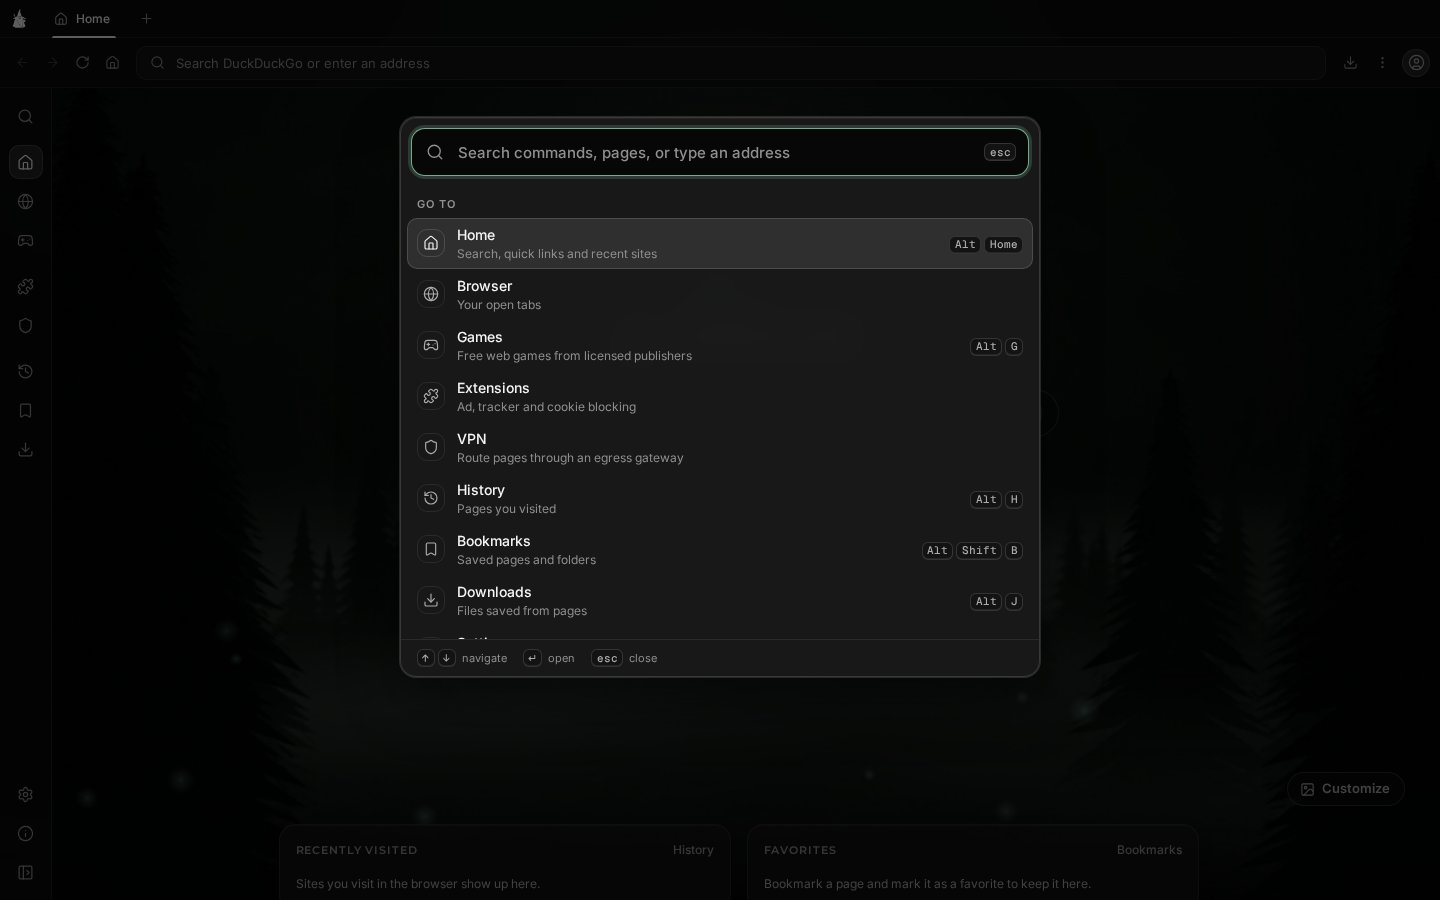 Home
Search DuckDuckGo or enter an address
Search commands, pages, or type an address
esc
GO TO
Home
Alt Home
Search, quick links and recent sites
Browser
Your open tabs
Games
Alt G
Free web games from licensed publishers
Extensions
Ad, tracker and cookie blocking
VPN
Route pages through an egress gateway
History
Alt H
Pages you visited
Bookmarks
Alt Shift B
Saved pages and folders
Downloads
Alt J
Files saved from pages
↑ ↓ navigate ↵ open esc close
Customize
RECENTLY VISITED
History
Sites you visit in the browser show up here.
FAVORITES
Bookmarks
Bookmark a page and mark it as a favorite to keep it here.